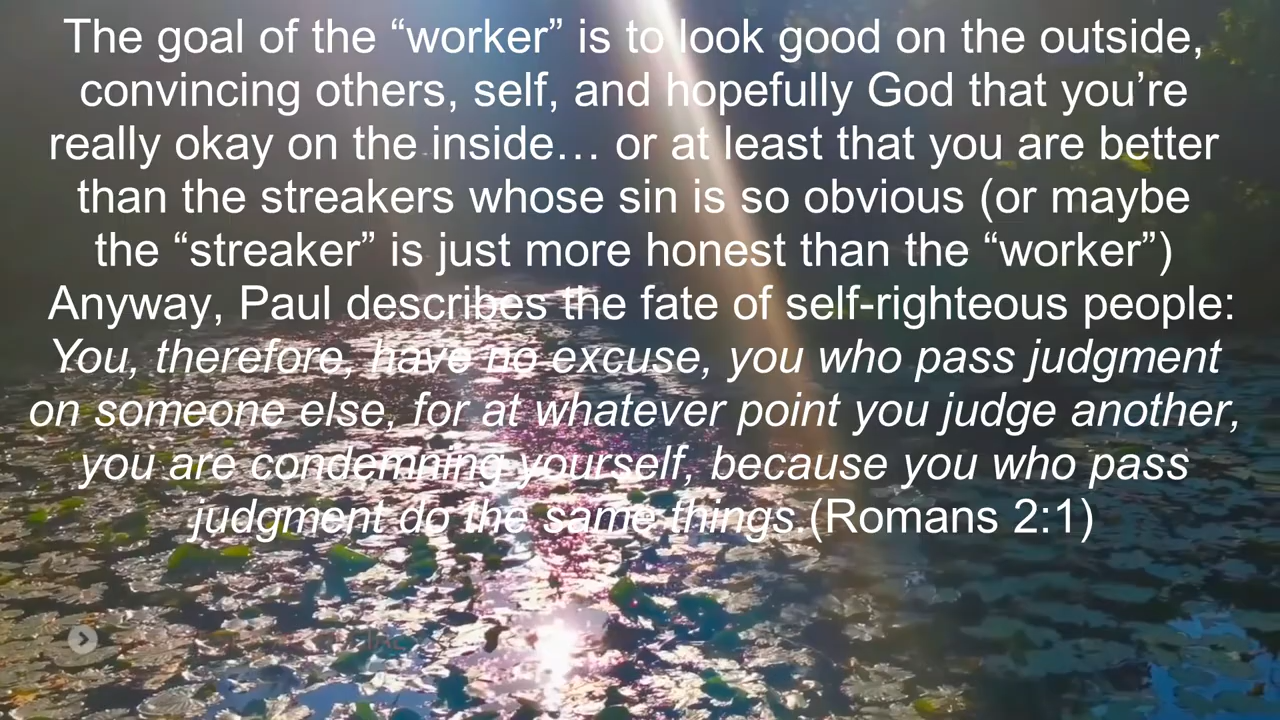 The goal of the “worker” is to look good on the outside,
convincing others, self, and hopefully God that you’re
really okay on the inside… or at least that you are better
than the streakers whose sin is so obvious (or maybe
the “streaker” is just more honest than the “worker”)
Anyway, Paul describes the fate of self-righteous people:
You, therefore, have no excuse, you who pass judgment
on someone else, for at whatever point you judge another,
you are condemning yourself, because you who pass
judgment do the same things.(Romans 2:1)